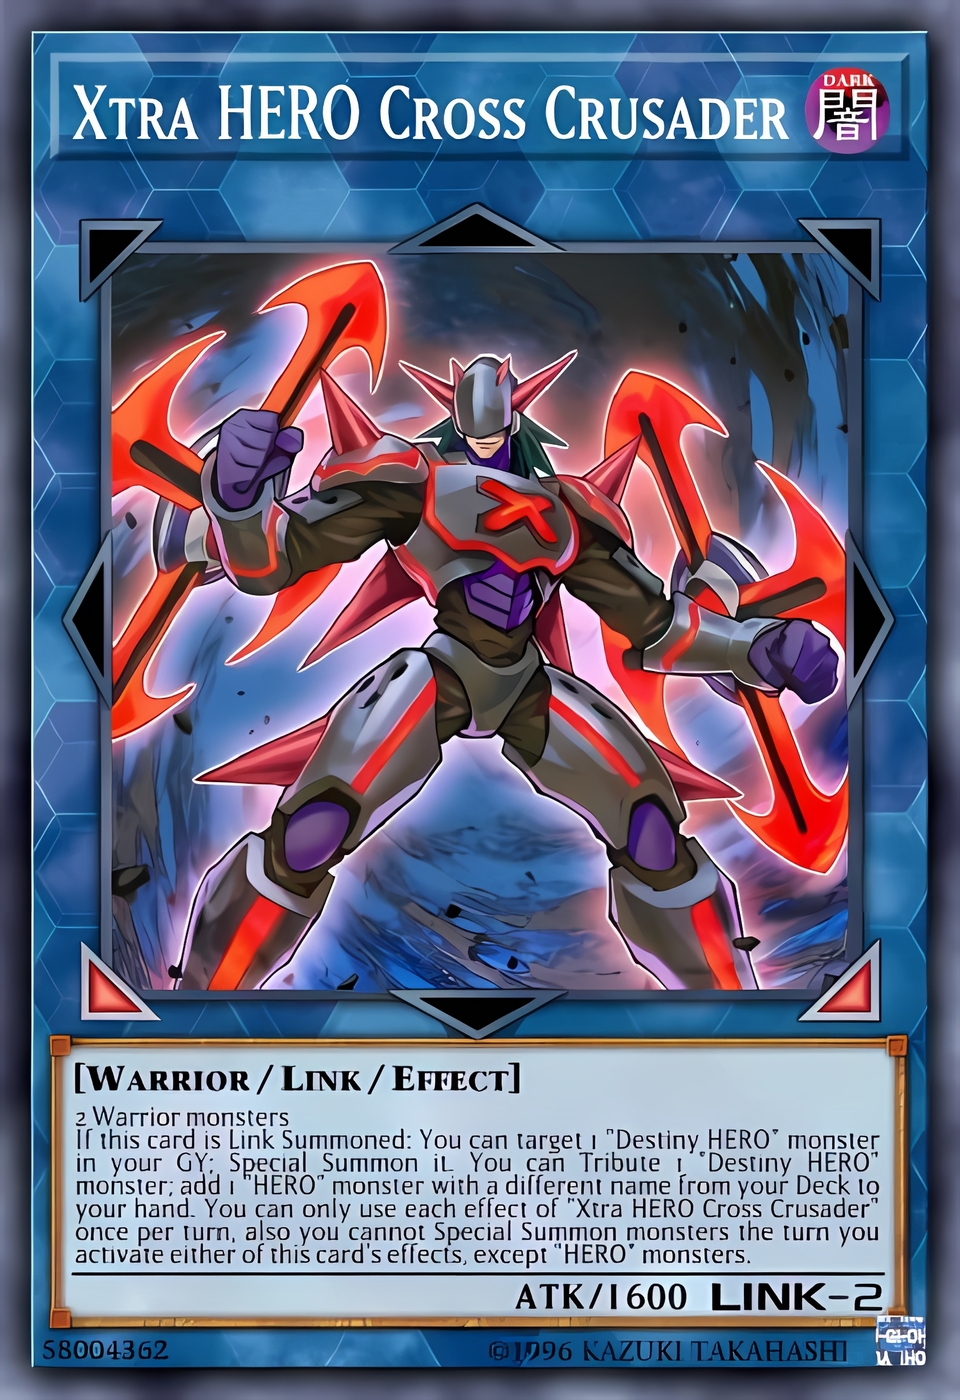 Xtra HERO Cross Crusader
DARK
闇
[Warrior / Link / Effect]
2 Warrior monsters
If this card is Link Summoned: You can target 1 "Destiny HERO" monster
in your GY; Special Summon it. You can Tribute 1 "Destiny HERO"
monster; add 1 "HERO" monster with a different name from your Deck to
your hand. You can only use each effect of "Xtra HERO Cross Crusader"
once per turn, also you cannot Special Summon monsters the turn you
activate either of this card's effects, except "HERO" monsters.
ATK/1600 LINK-2
58004362 ©1996 KAZUKI TAKAHASHI